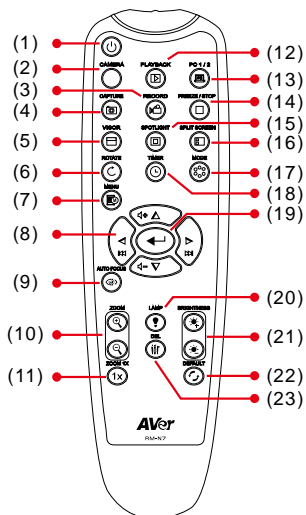 (1)
(2)
(3)
(4)
(5)
(6)
(7)
(8)
(9)
(10)
(11)
CAMERA PLAYBACK PC 1 / 2
CAPTURE RECORD FREEZE / STOP
VISOR SPOTLIGHT SPLIT SCREEN
ROTATE TIMER MODE
MENU
AUTO FOCUS
ZOOM LAMP BRIGHTNESS
DEL
ZOOM 1X DEFAULT
1x
AVer
RM-N7
(12)
(13)
(14)
(15)
(16)
(17)
(18)
(19)
(20)
(21)
(22)
(23)